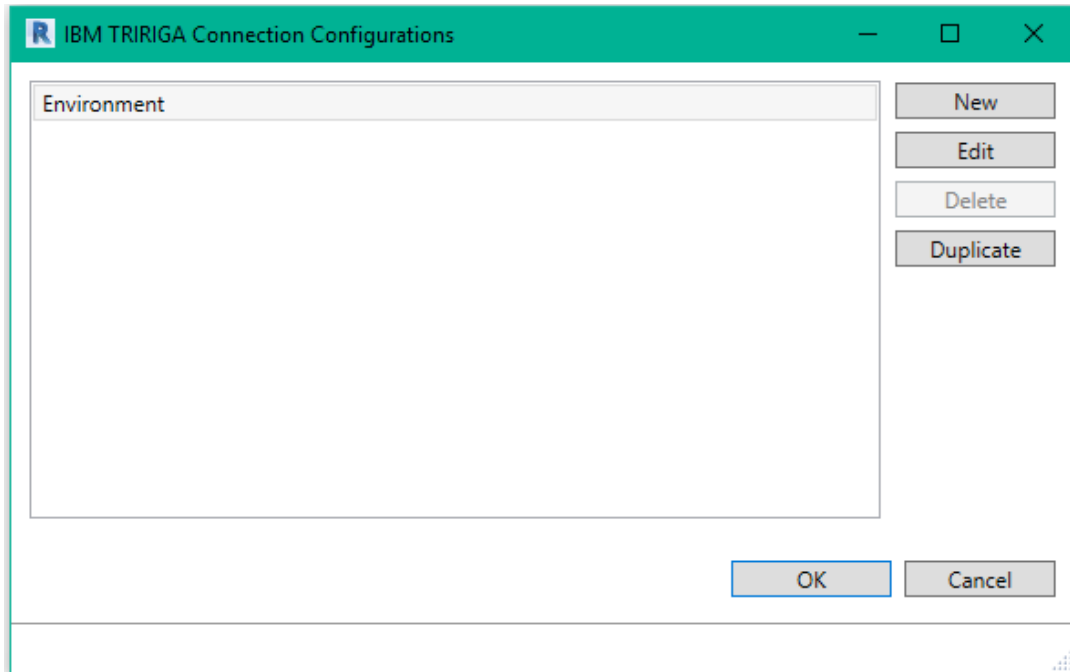 R IBM TRIRIGA Connection Configurations
Environment
New
Edit
Delete
Duplicate
OK
Cancel